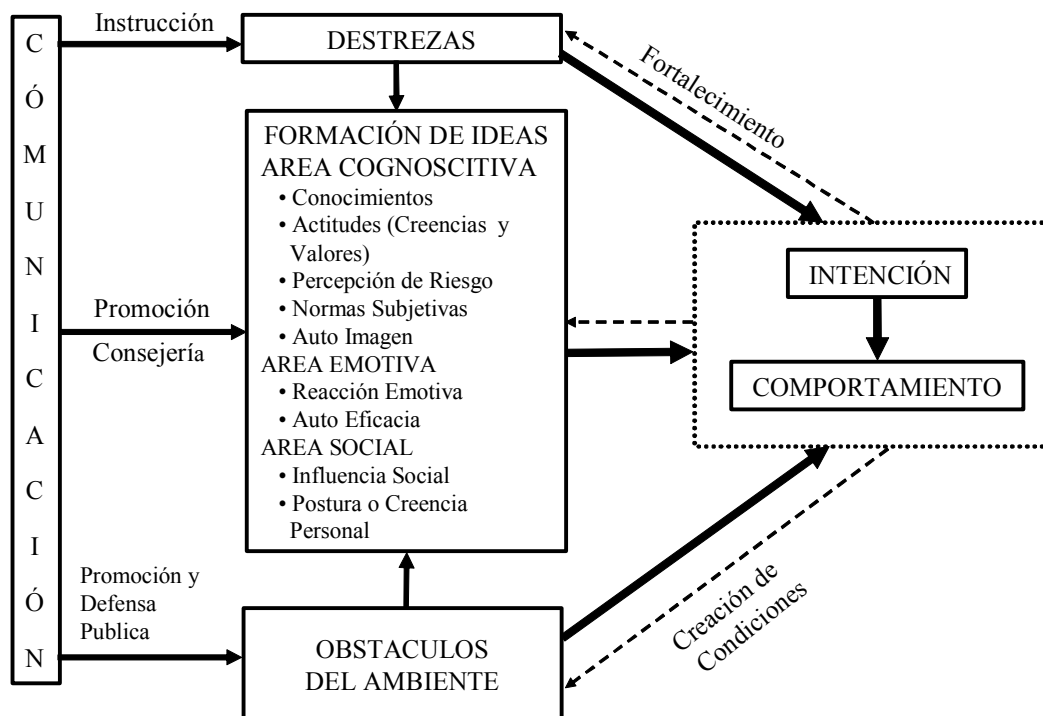 CÓMUNICACIÓN
Instrucción
DESTREZAS
Fortalecimiento
FORMACIÓN DE IDEAS
AREA COGNOSCITIVA
• Conocimientos
• Actitudes (Creencias y
Valores)
• Percepción de Riesgo
• Normas Subjetivas
• Auto Imagen
AREA EMOTIVA
• Reacción Emotiva
• Auto Eficacia
AREA SOCIAL
• Influencia Social
• Postura o Creencia
Personal
Promoción
Consejería
INTENCIÓN
COMPORTAMIENTO
Promoción y
Defensa
Publica
OBSTACULOS
DEL AMBIENTE
Creación de
Condiciones